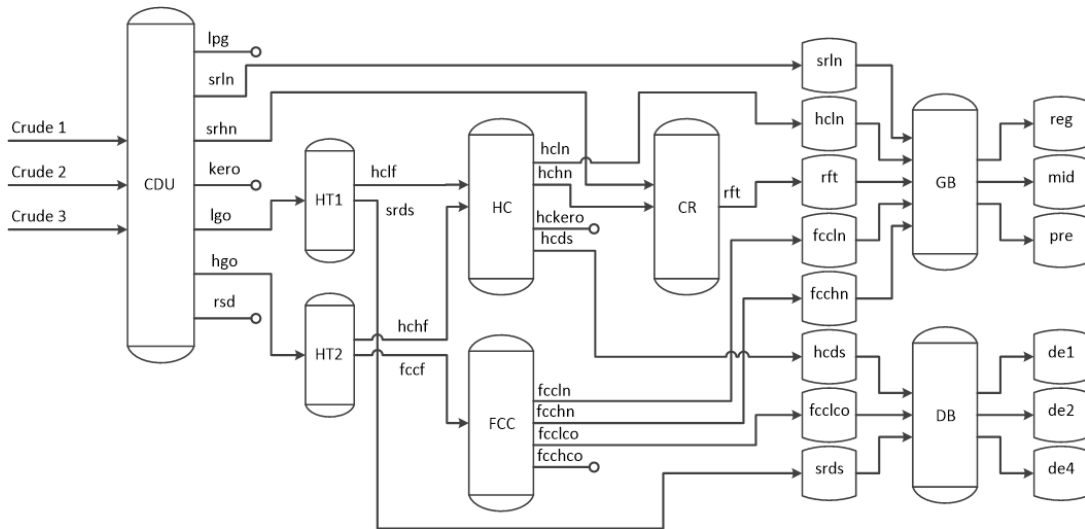 lpg
srln
srhn
kero
lgo
hgo
rsd
Crude 1
Crude 2
Crude 3
CDU
HT1
HT2
hclf
srds
hchf
fccf
HC
hcln
hchn
hckero
hcds
FCC
fccln
fcchn
fcclco
fcchco
CR
rft
srln
hcln
rft
fccln
fcchn
hcds
fcclco
srds
GB
DB
reg
mid
pre
de1
de2
de4